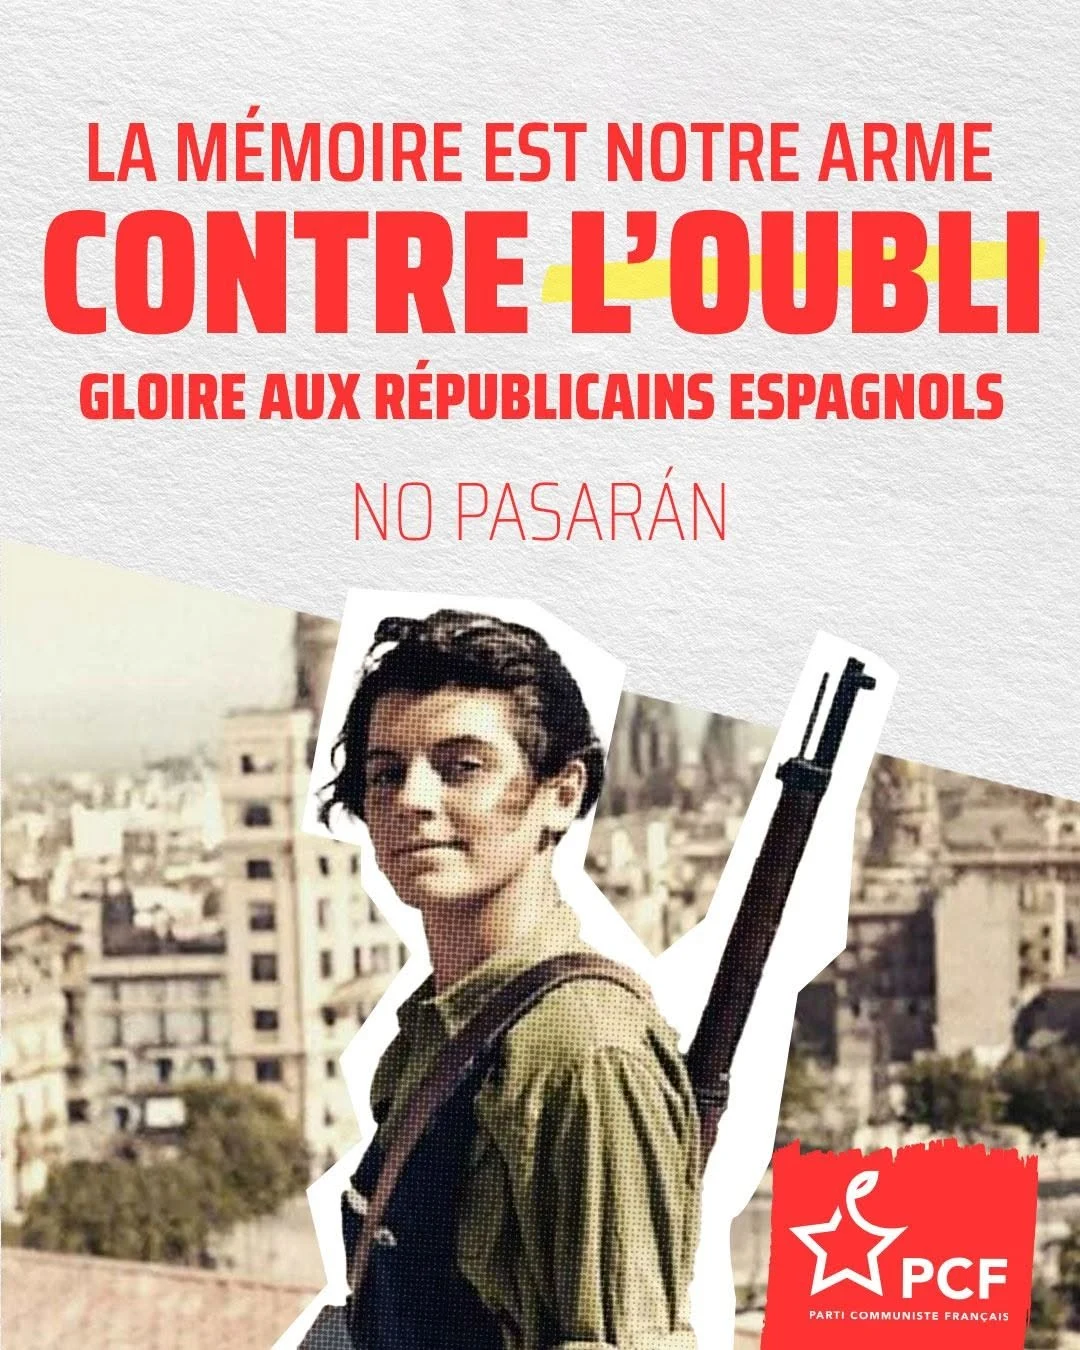 LA MÉMOIRE EST NOTRE ARME
CONTRE L'OUBLI
GLOIRE AUX RÉPUBLICAINS ESPAGNOLS
NO PASARÁN
PCF
PARTI COMMUNISTE FRANÇAIS